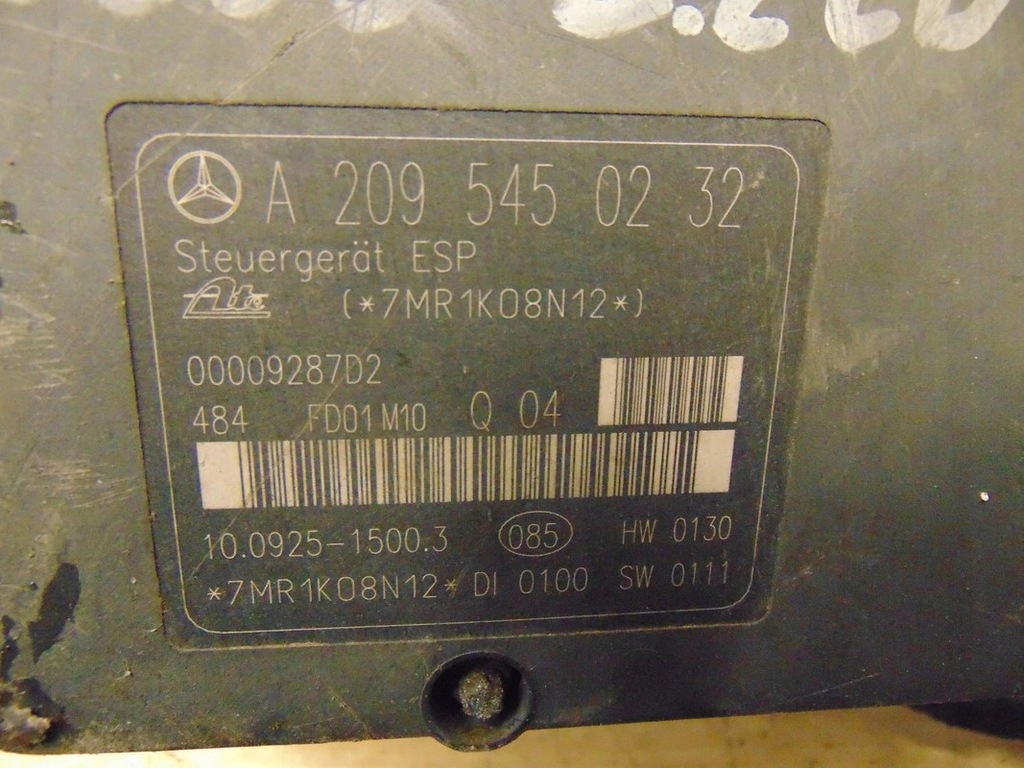 A 209 545 02 32
Steuergerät ESP
Ate (*7MR1K08N12*)
00009287D2
484 FD01M10 Q 04
10.0925-1500.3 085 HW 0130
*7MR1K08N12* DI 0100 SW 0111